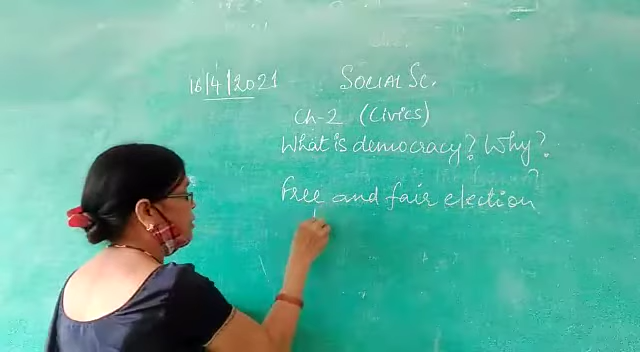 16/4/2021 Social Sc.
Ch-2 (Civics)
What is democracy? Why?
Free and fair election